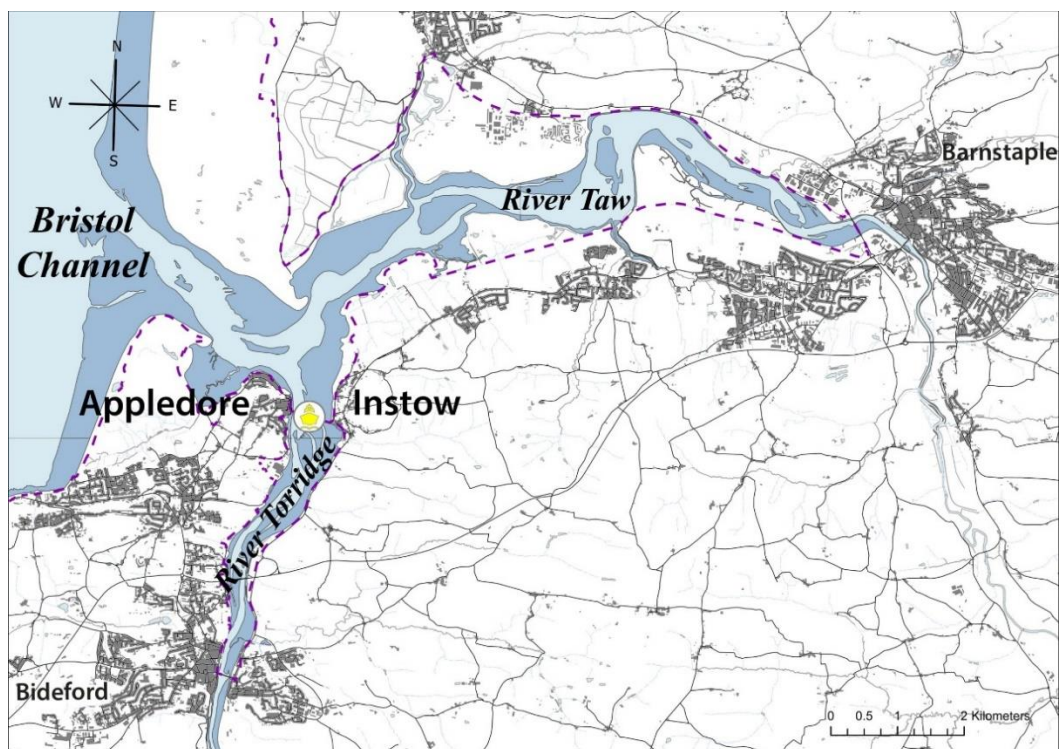 N
W E
S
Barnstaple
River Taw
Bristol
Channel
Appledore Instow
River Torridge
Bideford
0 0.5 1 2 Kilometers